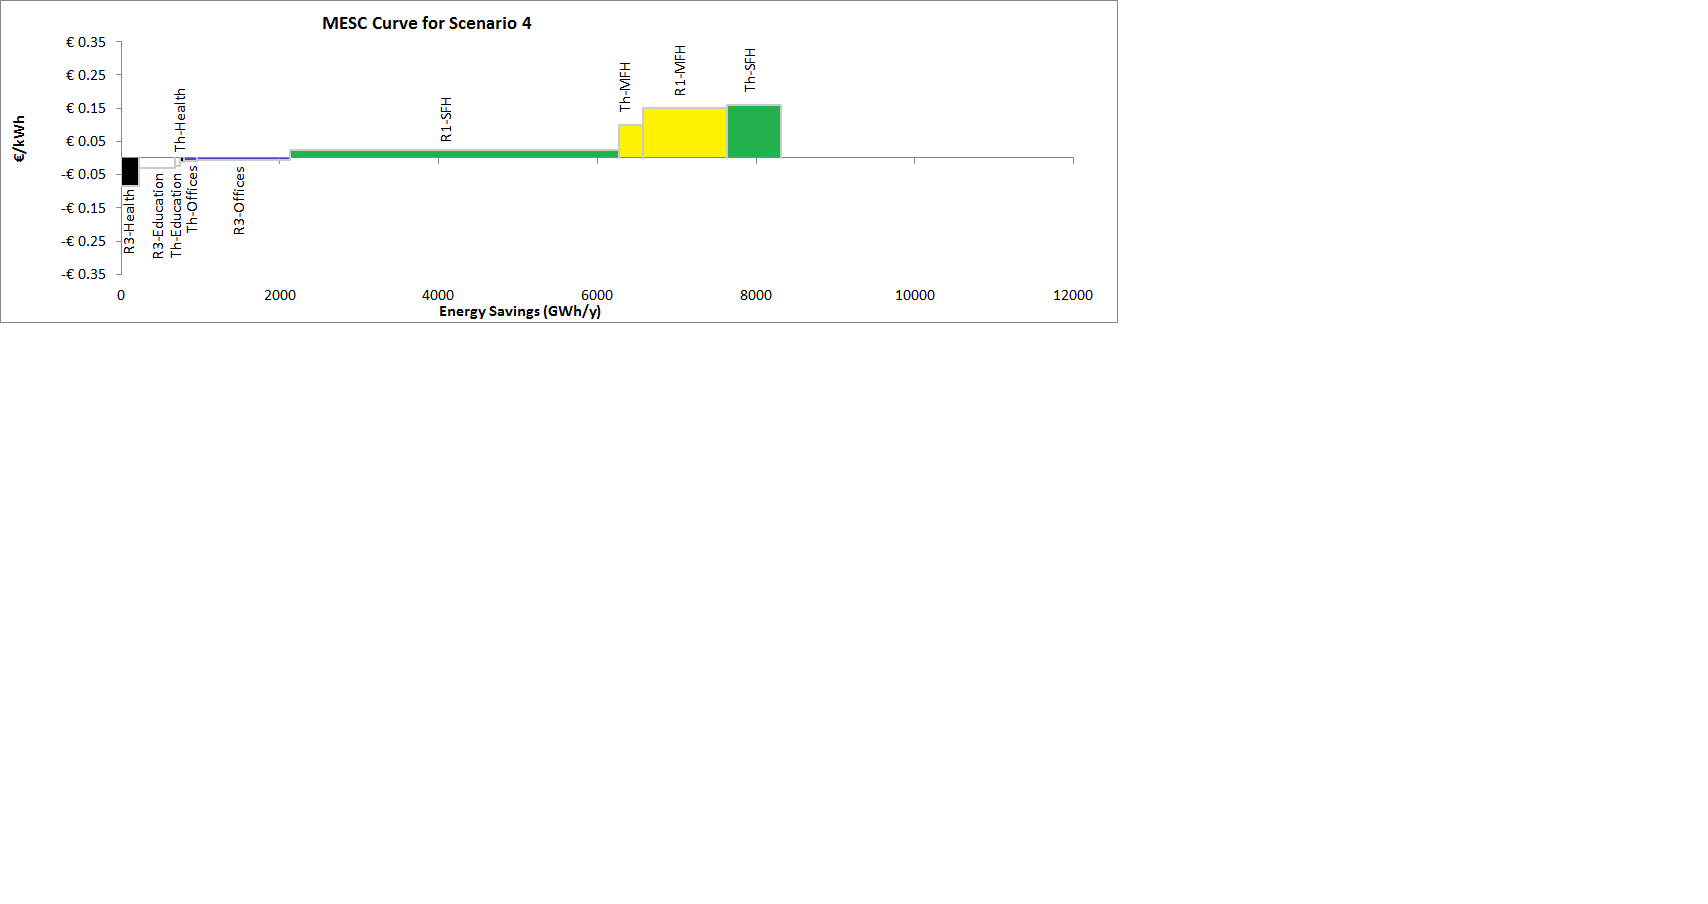 MESC Curve for Scenario 4
€ 0.35
€ 0.25
€ 0.15
€ 0.05
-€ 0.05
-€ 0.15
-€ 0.25
-€ 0.35
€/kWh
R3-Health
R3-Education
Th-Education
Th-Health
Th-Offices
R3-Offices
R1-SFH
Th-MFH
R1-MFH
Th-SFH
0 2000 4000 6000 8000 10000 12000
Energy Savings (GWh/y)